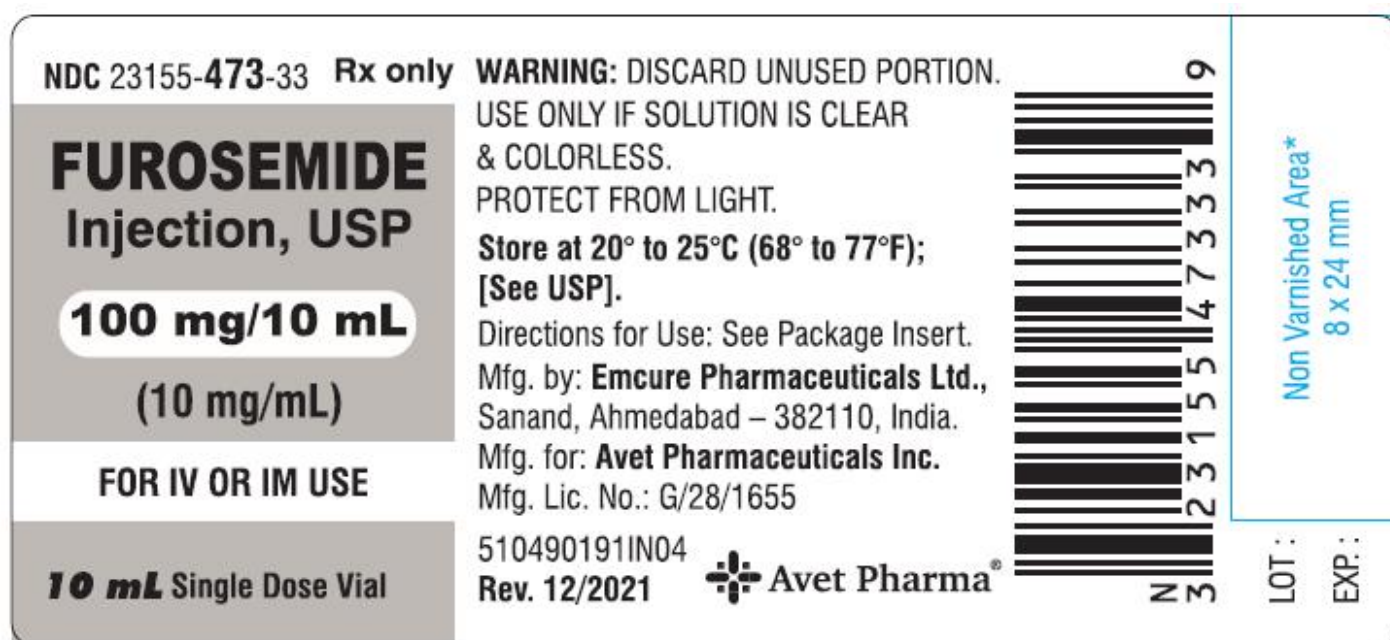 NDC 23155-473-33 Rx only
FUROSEMIDE
Injection, USP
100 mg/10 mL
(10 mg/mL)
FOR IV OR IM USE
10 mL Single Dose Vial
WARNING: DISCARD UNUSED PORTION.
USE ONLY IF SOLUTION IS CLEAR
& COLORLESS.
PROTECT FROM LIGHT.
Store at 20° to 25°C (68° to 77°F);
[See USP].
Directions for Use: See Package Insert.
Mfg. by: Emcure Pharmaceuticals Ltd.,
Sanand, Ahmedabad – 382110, India.
Mfg. for: Avet Pharmaceuticals Inc.
Mfg. Lic. No.: G/28/1655
510490191IN04
Rev. 12/2021
Avet Pharma®
N
3 23155 47333 9
Non Varnished Area*
8 x 24 mm
LOT :
EXP. :